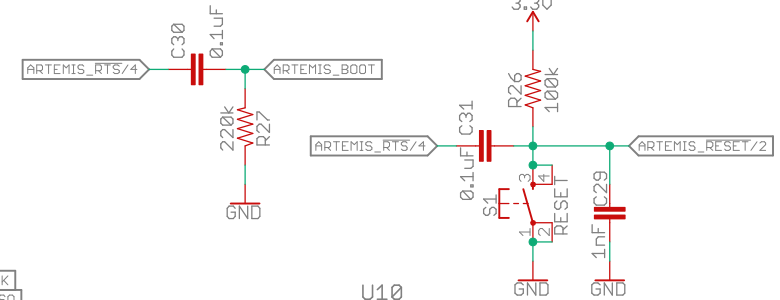 3.3V
C30
0.1uF
ARTEMIS_RTS/4
ARTEMIS_BOOT
220k
R27
GND
R26
100k
C31
0.1uF
ARTEMIS_RTS/4
ARTEMIS_RESET/2
3
4
S1
RESET
1
2
C29
1nF
GND
GND
K
U10